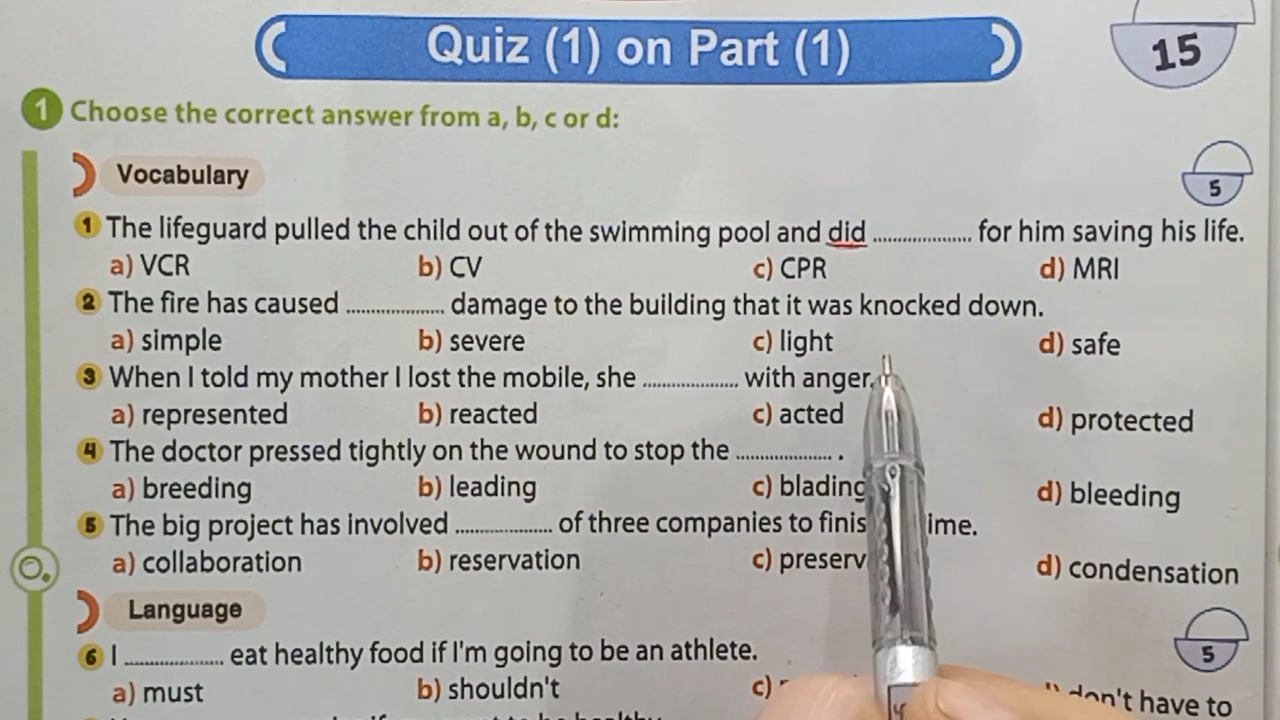 Quiz (1) on Part (1)
15
1 Choose the correct answer from a, b, c or d:
Vocabulary
5
1 The lifeguard pulled the child out of the swimming pool and did .................... for him saving his life.
a) VCR b) CV c) CPR d) MRI
2 The fire has caused .................... damage to the building that it was knocked down.
a) simple b) severe c) light d) safe
3 When I told my mother I lost the mobile, she .................... with anger.
a) represented b) reacted c) acted d) protected
4 The doctor pressed tightly on the wound to stop the .................... .
a) breeding b) leading c) blading d) bleeding
5 The big project has involved .................... of three companies to finis ime.
a) collaboration b) reservation c) preserv d) condensation
Language
5
6 I .................... eat healthy food if I'm going to be an athlete.
a) must b) shouldn't c) don't have to